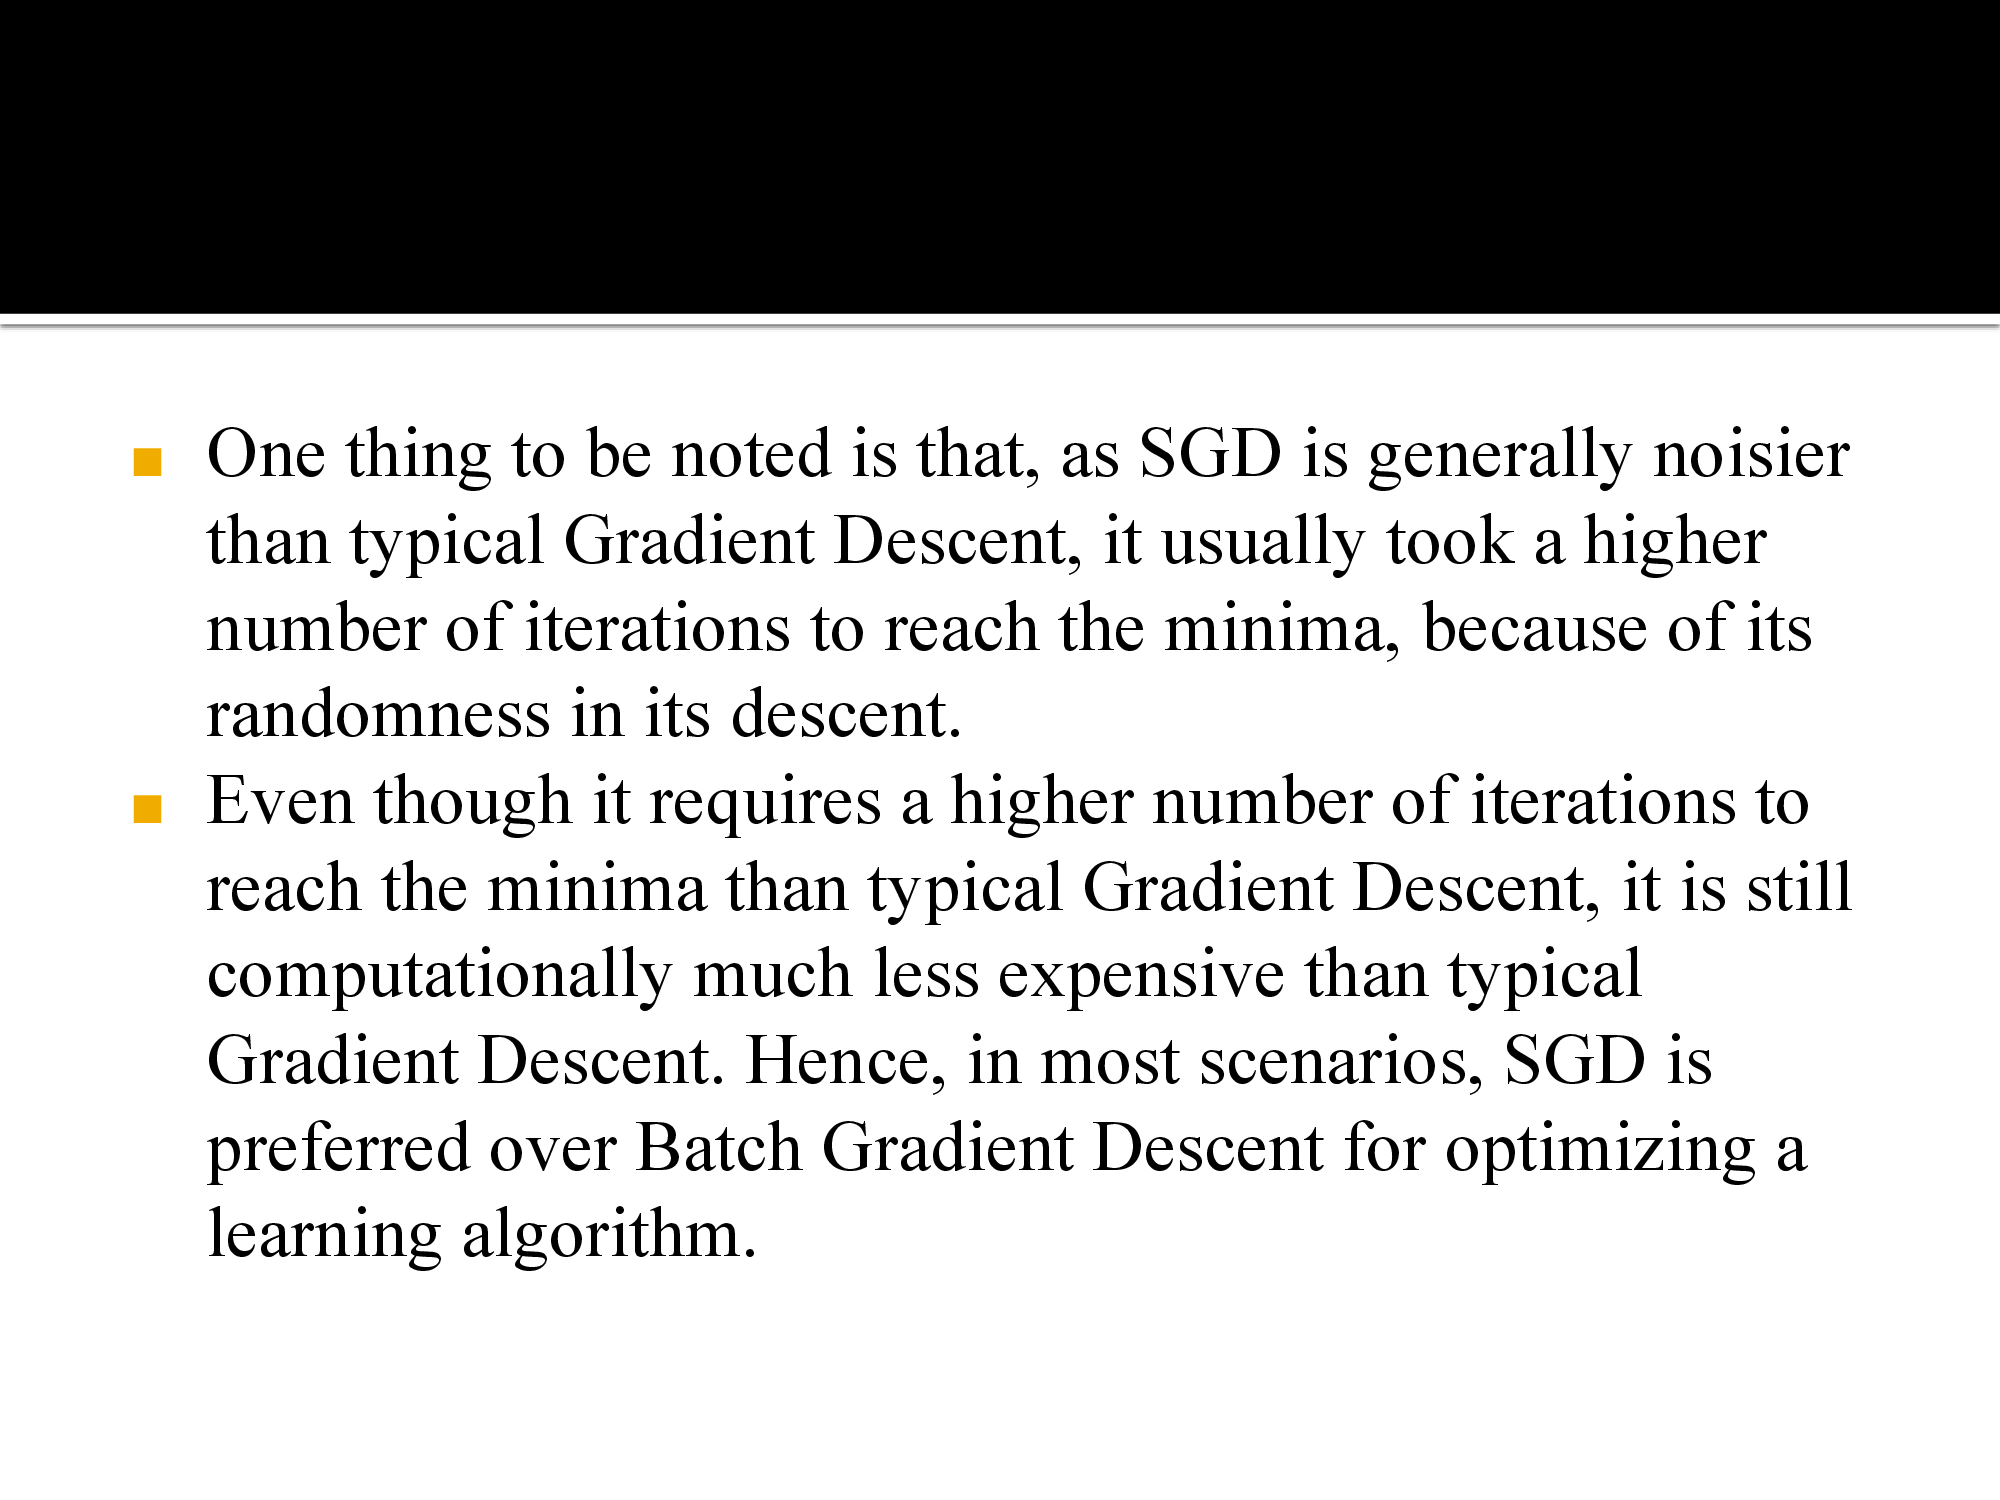 One thing to be noted is that, as SGD is generally noisier
than typical Gradient Descent, it usually took a higher
number of iterations to reach the minima, because of its
randomness in its descent.
Even though it requires a higher number of iterations to
reach the minima than typical Gradient Descent, it is still
computationally much less expensive than typical
Gradient Descent. Hence, in most scenarios, SGD is
preferred over Batch Gradient Descent for optimizing a
learning algorithm.